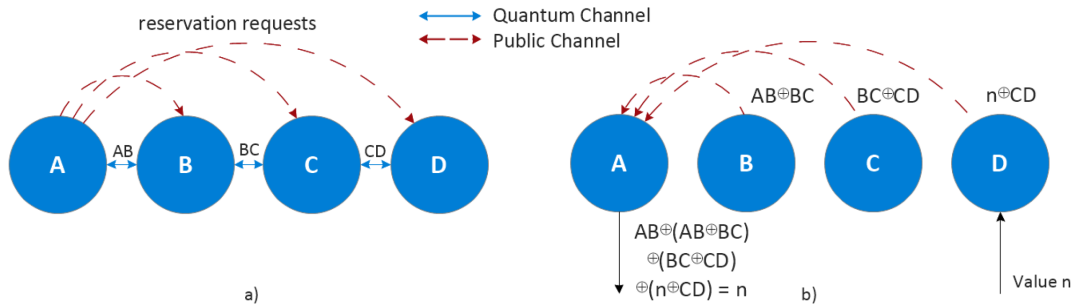 reservation requests
Quantum Channel
Public Channel
A
AB
B
BC
C
CD
D
a)
AB⊕BC
BC⊕CD
n⊕CD
A
B
C
D
AB⊕(AB⊕BC)
⊕(BC⊕CD)
⊕(n⊕CD) = n
Value n
b)